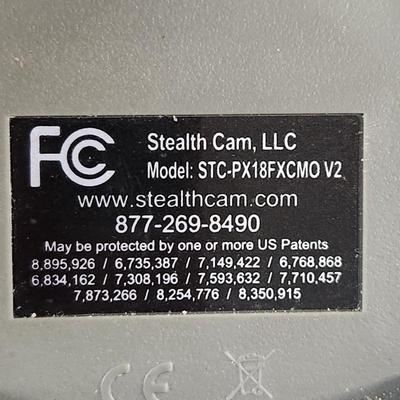 FC Stealth Cam, LLC
Model: STC-PX18FXCMO V2
www.stealthcam.com
877-269-8490
May be protected by one or more US Patents
8,895,926 / 6,735,387 / 7,149,422 / 6,768,868
6,834,162 / 7,308,196 / 7,593,632 / 7,710,457
7,873,266 / 8,254,776 / 8,350,915
CE